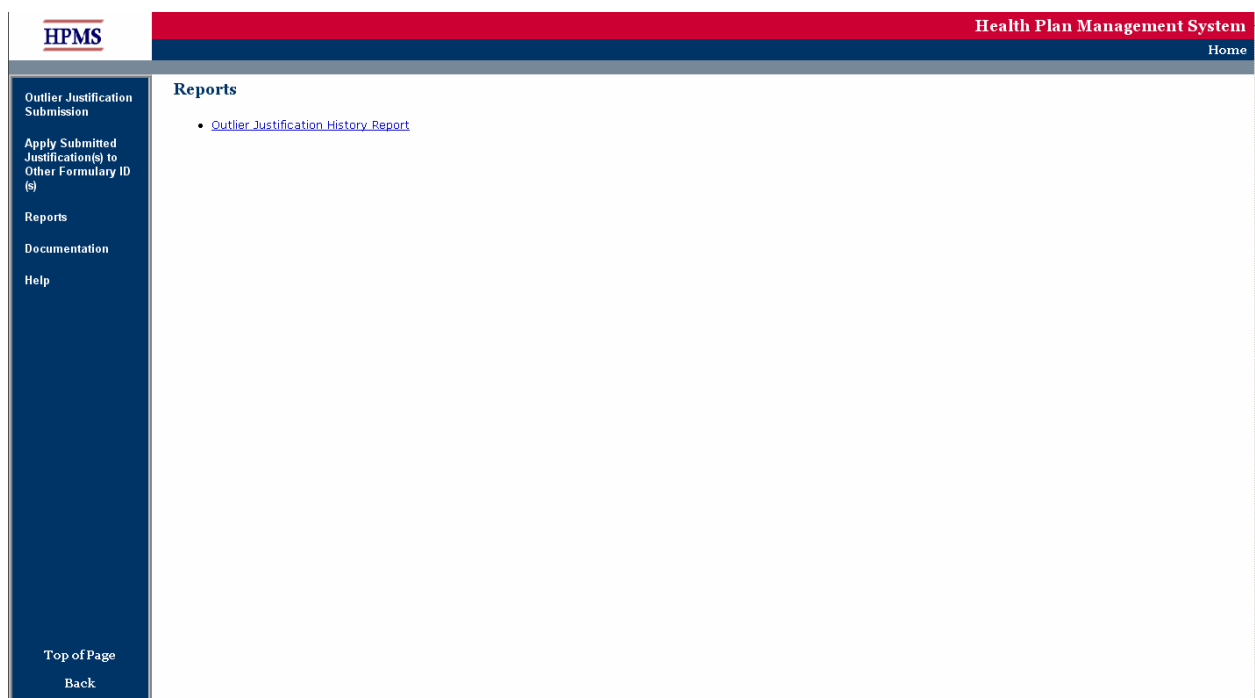 HPMS
Health Plan Management System
Home
Outlier Justification
Submission
Apply Submitted
Justification(s) to
Other Formulary ID
(s)
Reports
Documentation
Help
Top of Page
Back
Reports
• Outlier Justification History Report